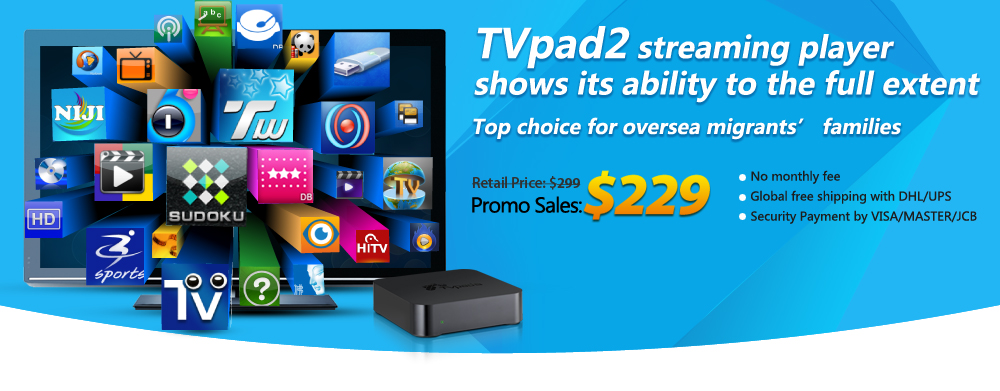 TVpad2 streaming player
shows its ability to the full extent
Top choice for oversea migrants' families
Retail Price: $299
Promo Sales: $229
• No monthly fee
• Global free shipping with DHL/UPS
• Security Payment by VISA/MASTER/JCB
abc
NIJI
TW
SUDOKU
DB
TV
HD
sports
HiTV
TV
?